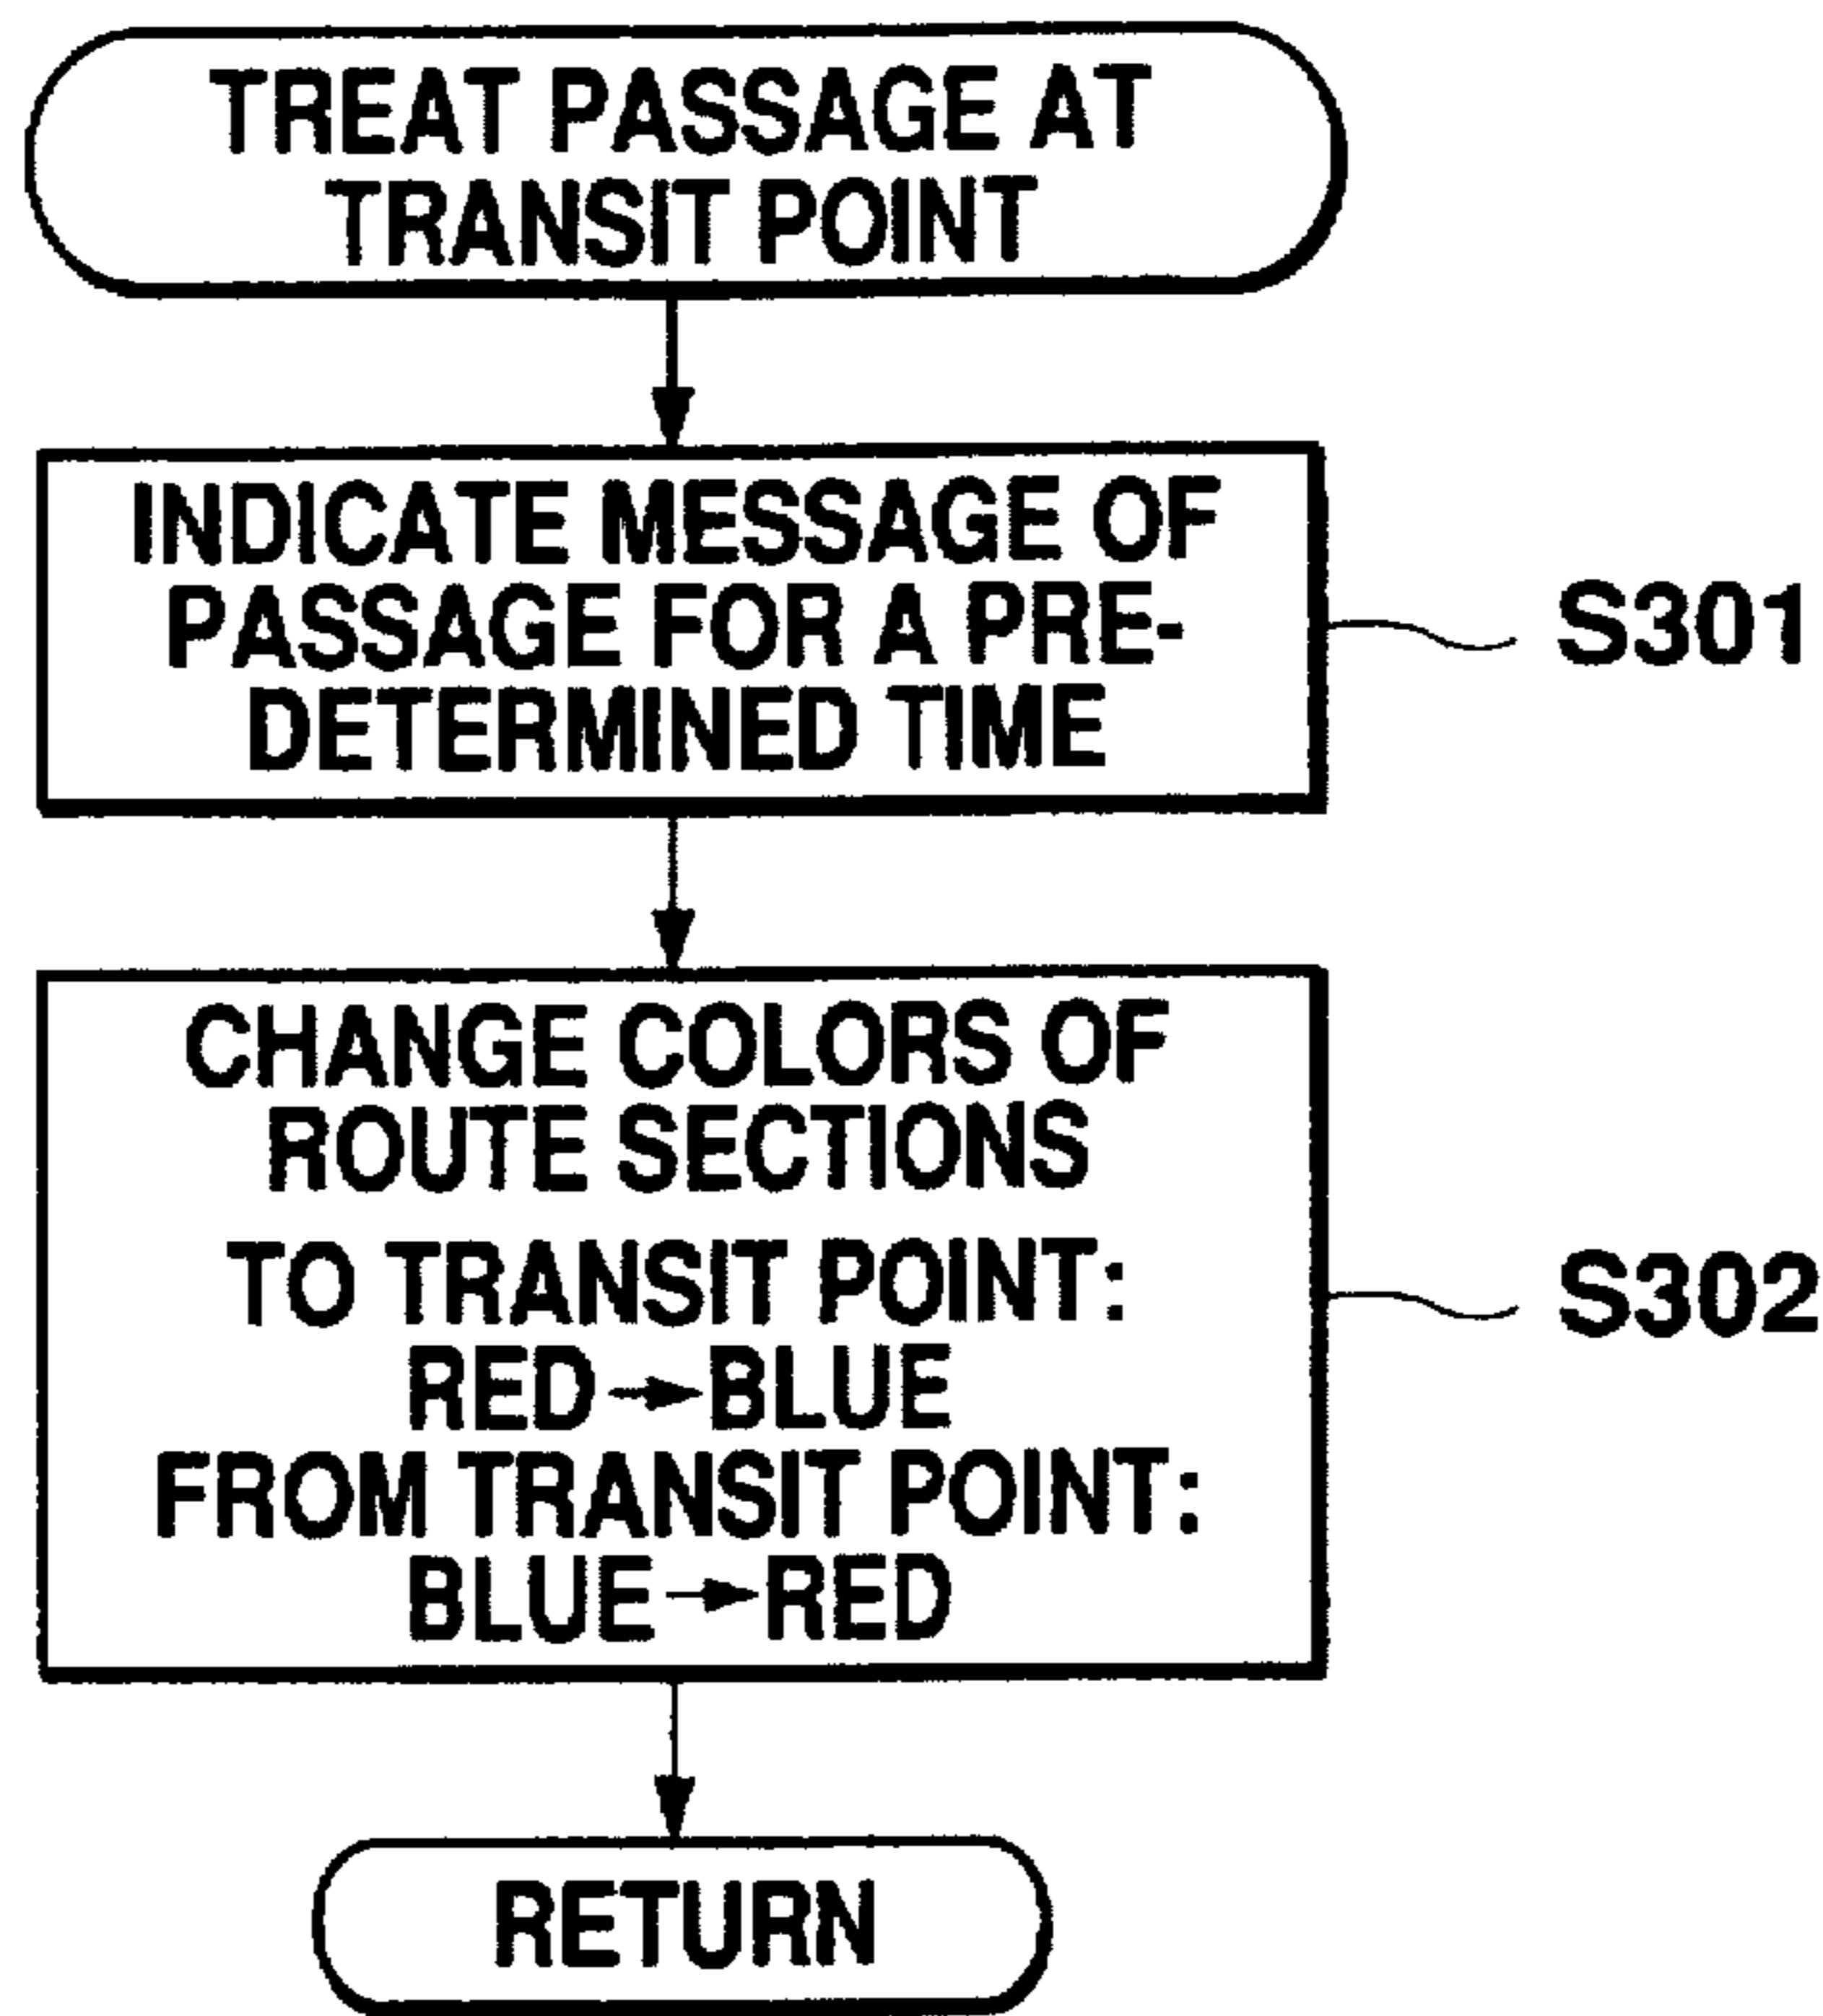 TREAT PASSAGE AT
TRANSIT POINT
INDICATE MESSAGE OF
PASSAGE FOR A PRE-
DETERMINED TIME
S301
CHANGE COLORS OF
ROUTE SECTIONS
TO TRANSIT POINT:
RED→BLUE
FROM TRANSIT POINT:
BLUE→RED
S302
RETURN